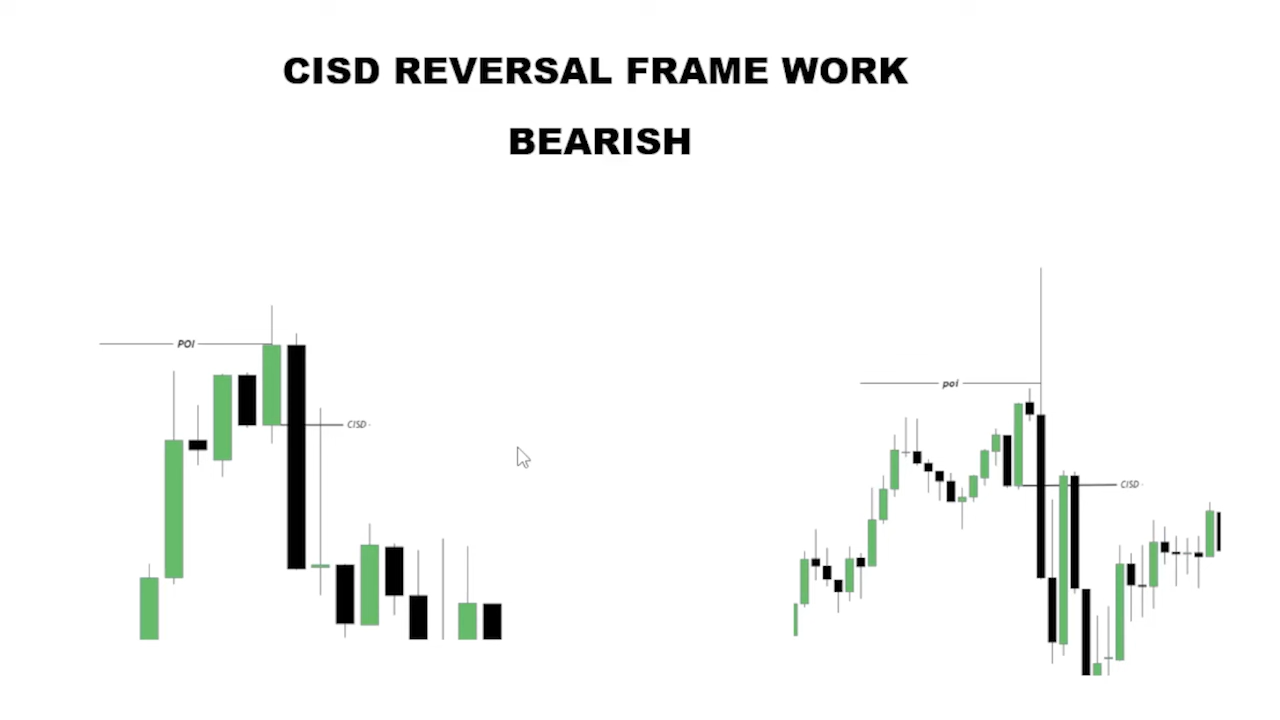 CISD REVERSAL FRAME WORK
BEARISH
POI
CISD -
poi
CISD -